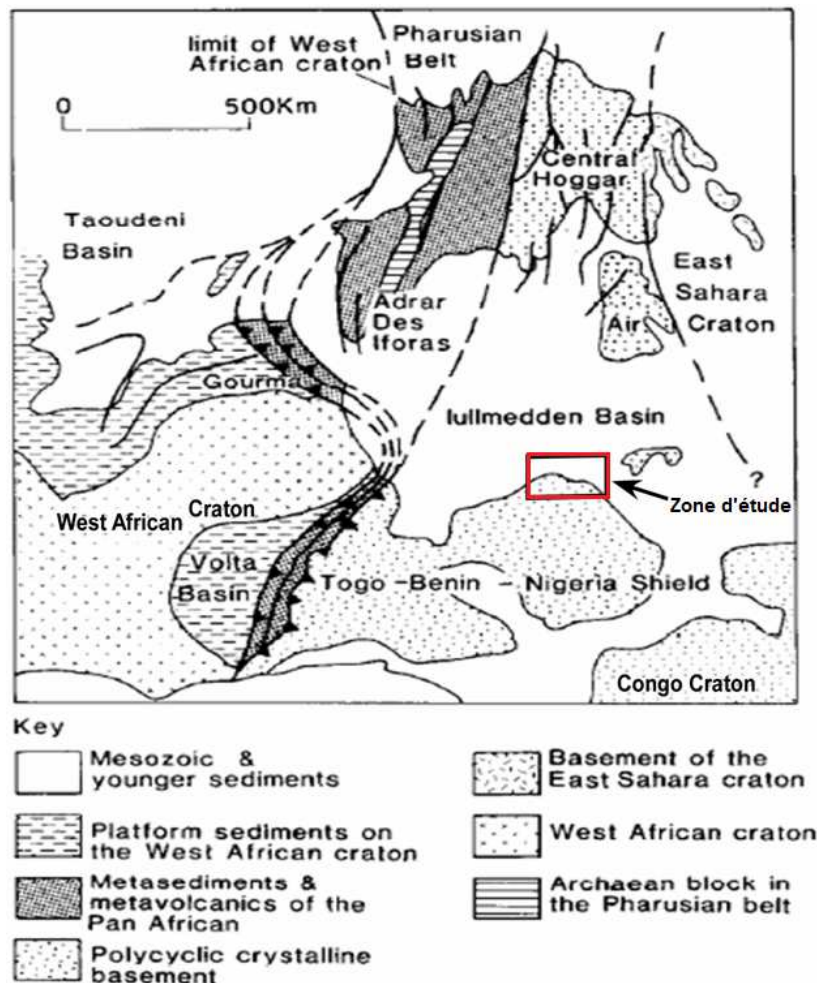 limit of West
African craton
Pharusian
Belt
0 500Km
Central
Hoggar
Taoudeni
Basin
East
Sahara
Craton
Adrar
Des
Iforas
Air
Gourma
Iullmedden Basin
?
Zone d'étude
West African Craton
Volta
Basin
Togo-Benin-Nigeria Shield
Congo Craton
Key
Mesozoic &
younger sediments
Platform sediments on
the West African craton
Metasediments &
metavolcanics of the
Pan African
Polycyclic crystalline
basement
Basement of the
East Sahara craton
West African craton
Archaean block in
the Pharusian belt